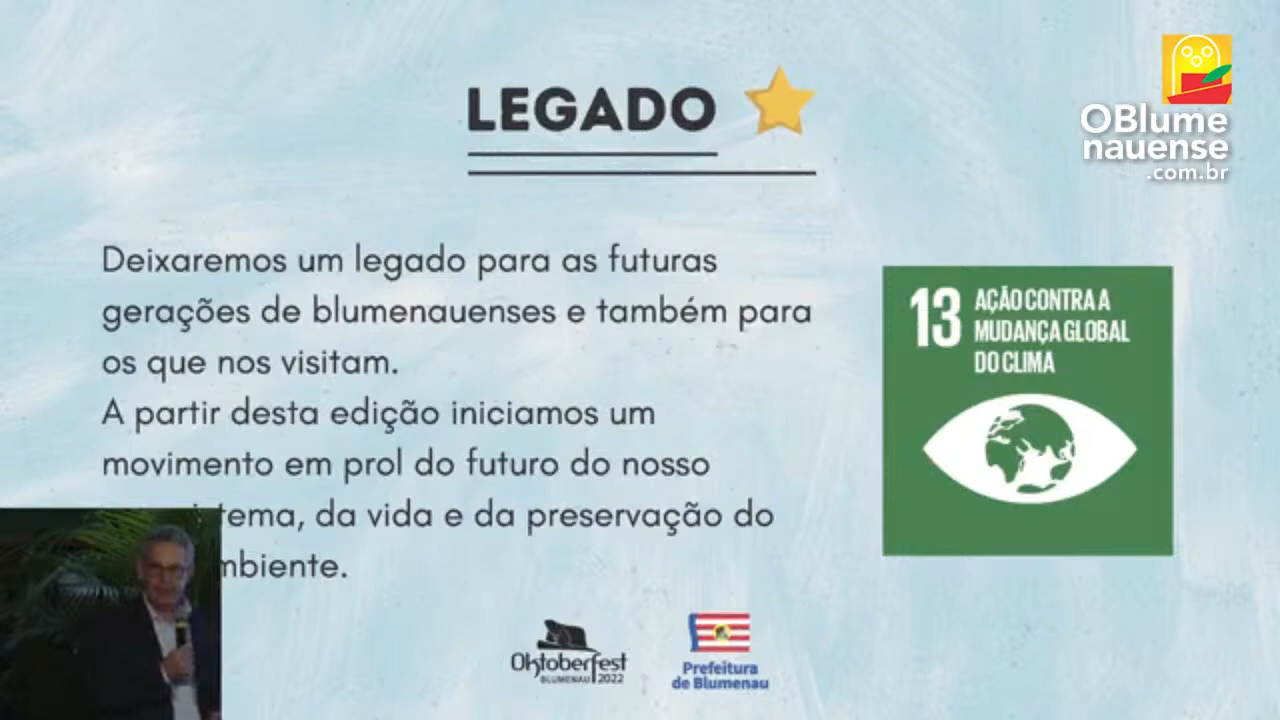 LEGADO
OBlume
nauense
.com.br
Deixaremos um legado para as futuras
gerações de blumenauenses e também para
os que nos visitam.
A partir desta edição iniciamos um
movimento em prol do futuro do nosso
tema, da vida e da preservação do
mbiente.
13 AÇÃO CONTRA A
MUDANÇA GLOBAL
DO CLIMA
Oktoberfest
BLUMENAU 2022
Prefeitura
de Blumenau